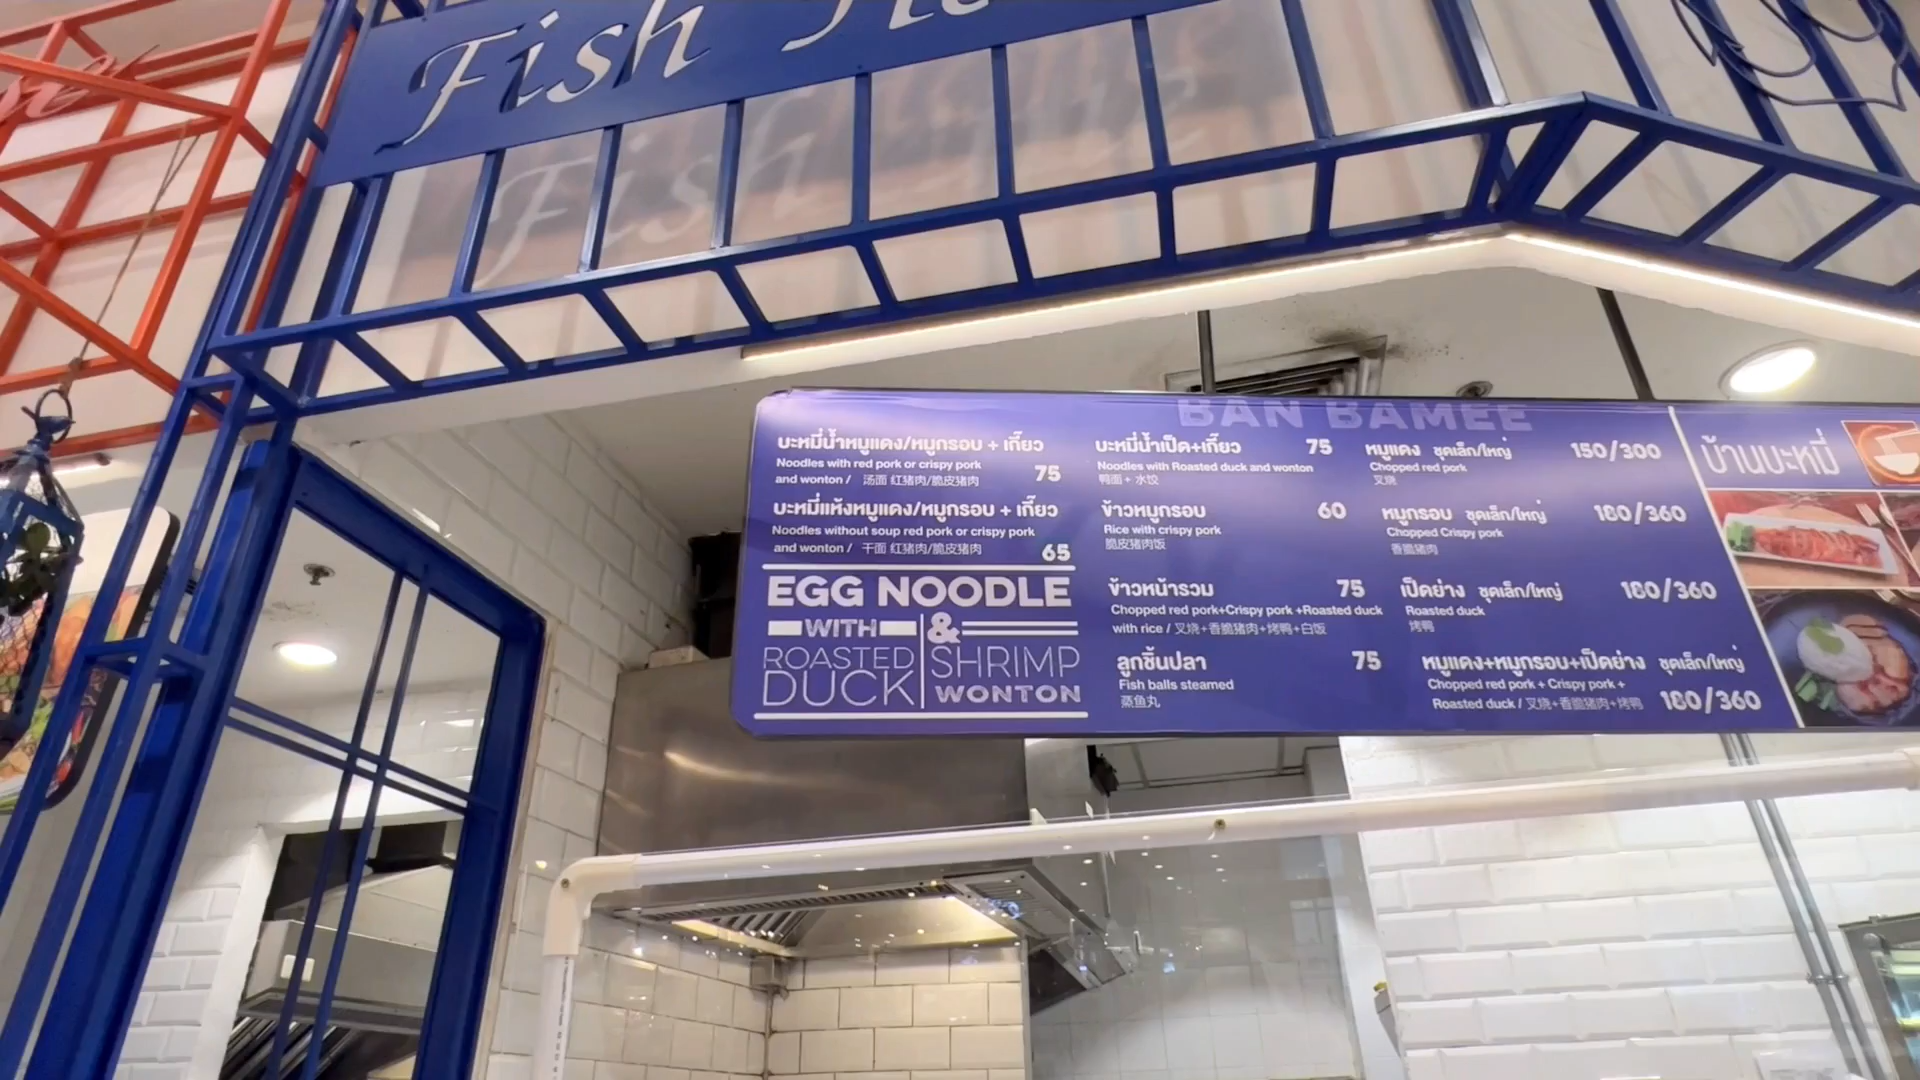 Fish
BAN BAMEE
บะหมี่น้ำหมูแดง/หมูกรอบ + เกี๊ยว
Noodles with red pork or crispy pork
and wonton / 汤面 红猪肉/脆皮猪肉 75
บะหมี่แห้งหมูแดง/หมูกรอบ + เกี๊ยว
Noodles without soup red pork or crispy pork
and wonton / 干面 红猪肉/脆皮猪肉 65
EGG NOODLE
WITH &
ROASTED DUCK
SHRIMP WONTON
บะหมี่น้ำเป็ด+เกี๊ยว 75
Noodles with Roasted duck and wonton
鸭面+ 水饺
ข้าวหมูกรอบ 60
Rice with crispy pork
脆皮猪肉饭
ข้าวหน้ารวม 75
Chopped red pork+Crispy pork +Roasted duck
with rice / 叉烧+香脆猪肉+烤鸭+白饭
ลูกชิ้นปลา 75
Fish balls steamed
蒸鱼丸
หมูแดง ชุดเล็ก/ใหญ่ 150/300
Chopped red pork
叉烧
หมูกรอบ ชุดเล็ก/ใหญ่ 180/360
Chopped Crispy pork
香脆猪肉
เป็ดย่าง ชุดเล็ก/ใหญ่ 180/360
Roasted duck
烤鸭
หมูแดง+หมูกรอบ+เป็ดย่าง ชุดเล็ก/ใหญ่
Chopped red pork + Crispy pork +
Roasted duck / 叉烧+香脆猪肉+烤鸭 180/360
บ้านบะหมี่